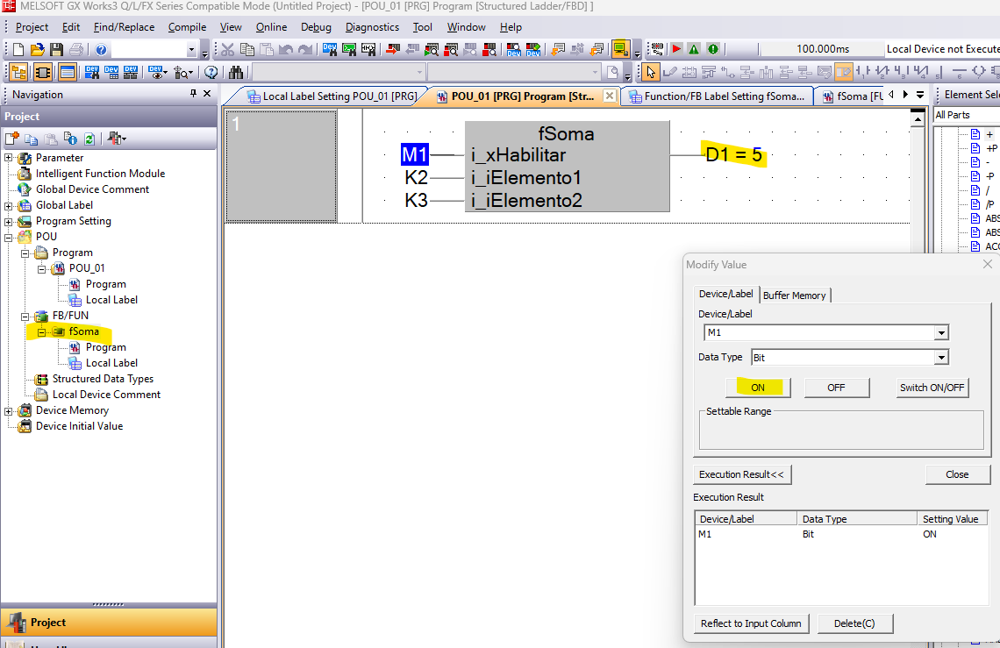 MELSOFT GX Works3 Q/L/FX Series Compatible Mode (Untitled Project) - [POU_01 [PRG] Program [Structured Ladder/FBD] ]
Project Edit Find/Replace Compile View Online Debug Diagnostics Tool Window Help
100.000ms Local Device not Execute
Navigation
Local Label Setting POU_01 [PRG] POU_01 [PRG] Program [Str... Function/FB Label Setting fSoma... fSoma [FU Element Sele
Project
All Parts
1
Parameter
Intelligent Function Module
Global Device Comment
Global Label
Program Setting
POU
Program
POU_01
Program
Local Label
FB/FUN
fSoma
Program
Local Label
Structured Data Types
Local Device Comment
Device Memory
Device Initial Value
Project
fSoma
M1 i_xHabilitar D1 = 5
K2 i_iElemento1
K3 i_iElemento2
+
+P
-
-P
/
/P
ABS
ABS
ACC
Modify Value
Device/Label Buffer Memory
Device/Label
M1
Data Type Bit
ON OFF Switch ON/OFF
Settable Range
Execution Result<< Close
Execution Result
Device/Label Data Type Setting Value
M1 Bit ON
Reflect to Input Column Delete(C)